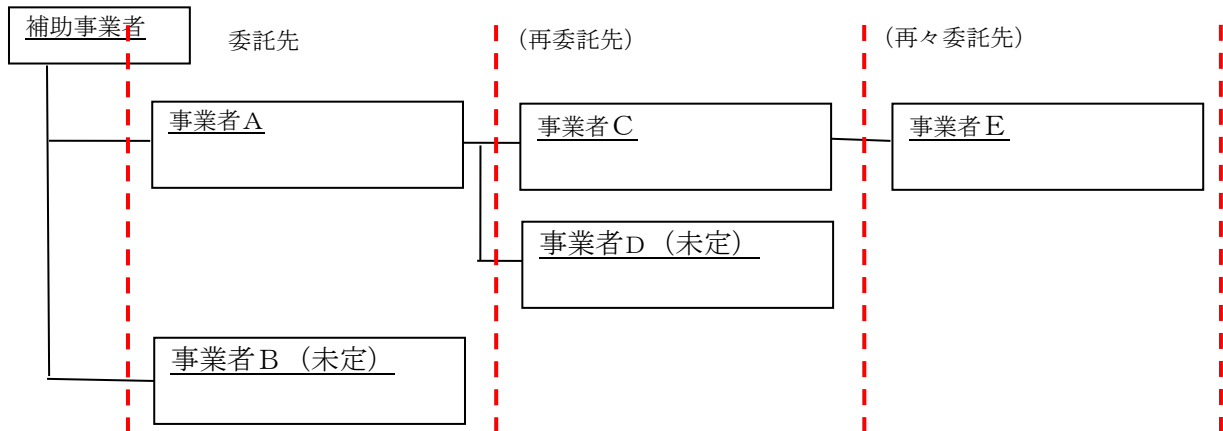 補助事業者
委託先
（再委託先）
（再々委託先）
事業者Ａ
事業者Ｃ
事業者Ｅ
事業者D（未定）
事業者Ｂ（未定）